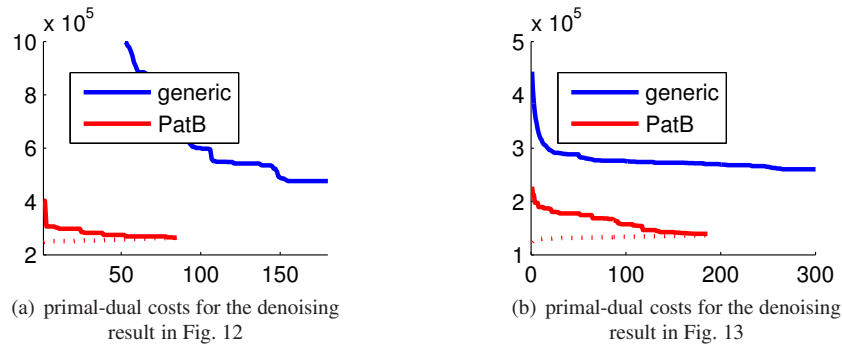 x 10^5
10
8
6
4
2
50
100
150
generic
PatB
(a) primal-dual costs for the denoising
result in Fig. 12
x 10^5
5
4
3
2
1
0
100
200
300
generic
PatB
(b) primal-dual costs for the denoising
result in Fig. 13